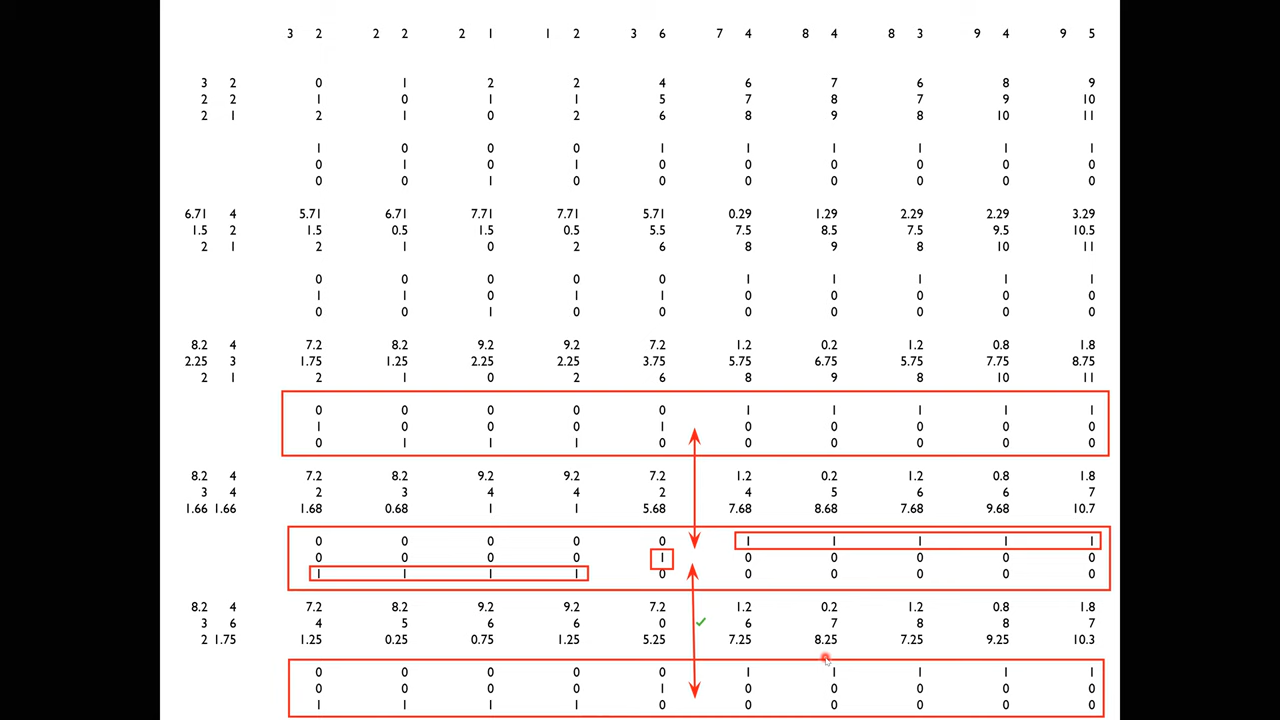 3 2 2 2 2 1 1 2 3 6 7 4 8 4 8 3 9 4 9 5
3 2 0 1 2 2 4 6 7 6 8 9
2 2 1 0 1 1 5 7 8 7 9 10
2 1 2 1 0 2 6 8 9 8 10 11
1 0 0 0 1 1 1 1 1 1
0 1 0 1 0 0 0 0 0 0
0 0 1 0 0 0 0 0 0 0
6.71 4 5.71 6.71 7.71 7.71 5.71 0.29 1.29 2.29 2.29 3.29
1.5 2 1.5 0.5 1.5 0.5 5.5 7.5 8.5 7.5 9.5 10.5
2 1 2 1 0 2 6 8 9 8 10 11
0 0 0 0 0 1 1 1 1 1
1 1 0 1 1 0 0 0 0 0
0 0 1 0 0 0 0 0 0 0
8.2 4 7.2 8.2 9.2 9.2 7.2 1.2 0.2 1.2 0.8 1.8
2.25 3 1.75 1.25 2.25 2.25 3.75 5.75 6.75 5.75 7.75 8.75
2 1 2 1 0 2 6 8 9 8 10 11
0 0 0 0 0 1 1 1 1 1
1 0 0 0 1 0 0 0 0 0
0 1 1 1 0 0 0 0 0 0
8.2 4 7.2 8.2 9.2 9.2 7.2 1.2 0.2 1.2 0.8 1.8
3 4 2 3 4 4 2 4 5 6 6 7
1.66 1.66 1.68 0.68 1 1 5.68 7.68 8.68 7.68 9.68 10.7
0 0 0 0 0 1 1 1 1 1
0 0 0 0 1 0 0 0 0 0
1 1 1 1 0 0 0 0 0 0
8.2 4 7.2 8.2 9.2 9.2 7.2 1.2 0.2 1.2 0.8 1.8
3 6 4 5 6 6 0 6 7 8 8 7
2 1.75 1.25 0.25 0.75 1.25 5.25 7.25 8.25 7.25 9.25 10.3
0 0 0 0 0 1 1 1 1 1
0 0 0 0 1 0 0 0 0 0
1 1 1 1 0 0 0 0 0 0